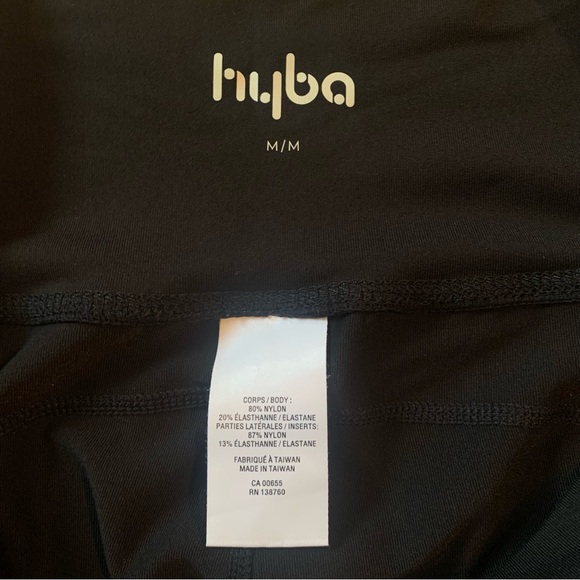 hyba
M/M
CORPS / BODY :
80% NYLON
20% ÉLASTHANNE / ELASTANE
PARTIES LATÉRALES / INSERTS:
87% NYLON
13% ÉLASTHANNE / ELASTANE
FABRIQUÉ À TAIWAN
MADE IN TAIWAN
CA 00655
RN 138760